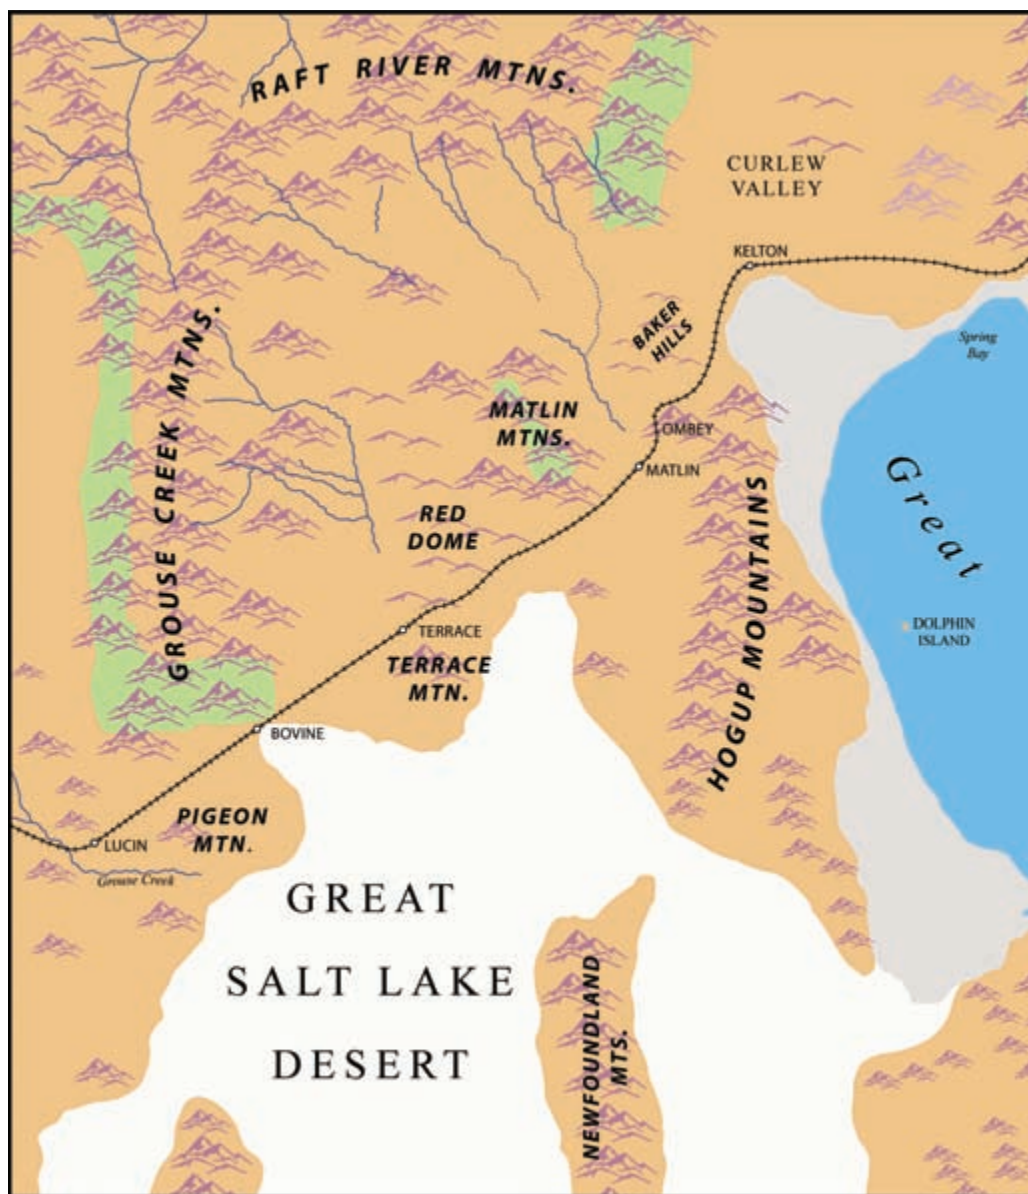 RAFT RIVER MTNS.
CURLEW
VALLEY
KELTON
Spring
Bay
BAKER
HILLS
GROUSE CREEK MTNS.
MATLIN
MTNS.
OMBEY
MATLIN
Great
HOGUP MOUNTAINS
RED
DOME
DOLPHIN
ISLAND
TERRACE
TERRACE
MTN.
BOVINE
PIGEON
MTN.
LUCIN
Grouse Creek
GREAT
SALT LAKE
DESERT
NEWFOUNDLAND
MTS.